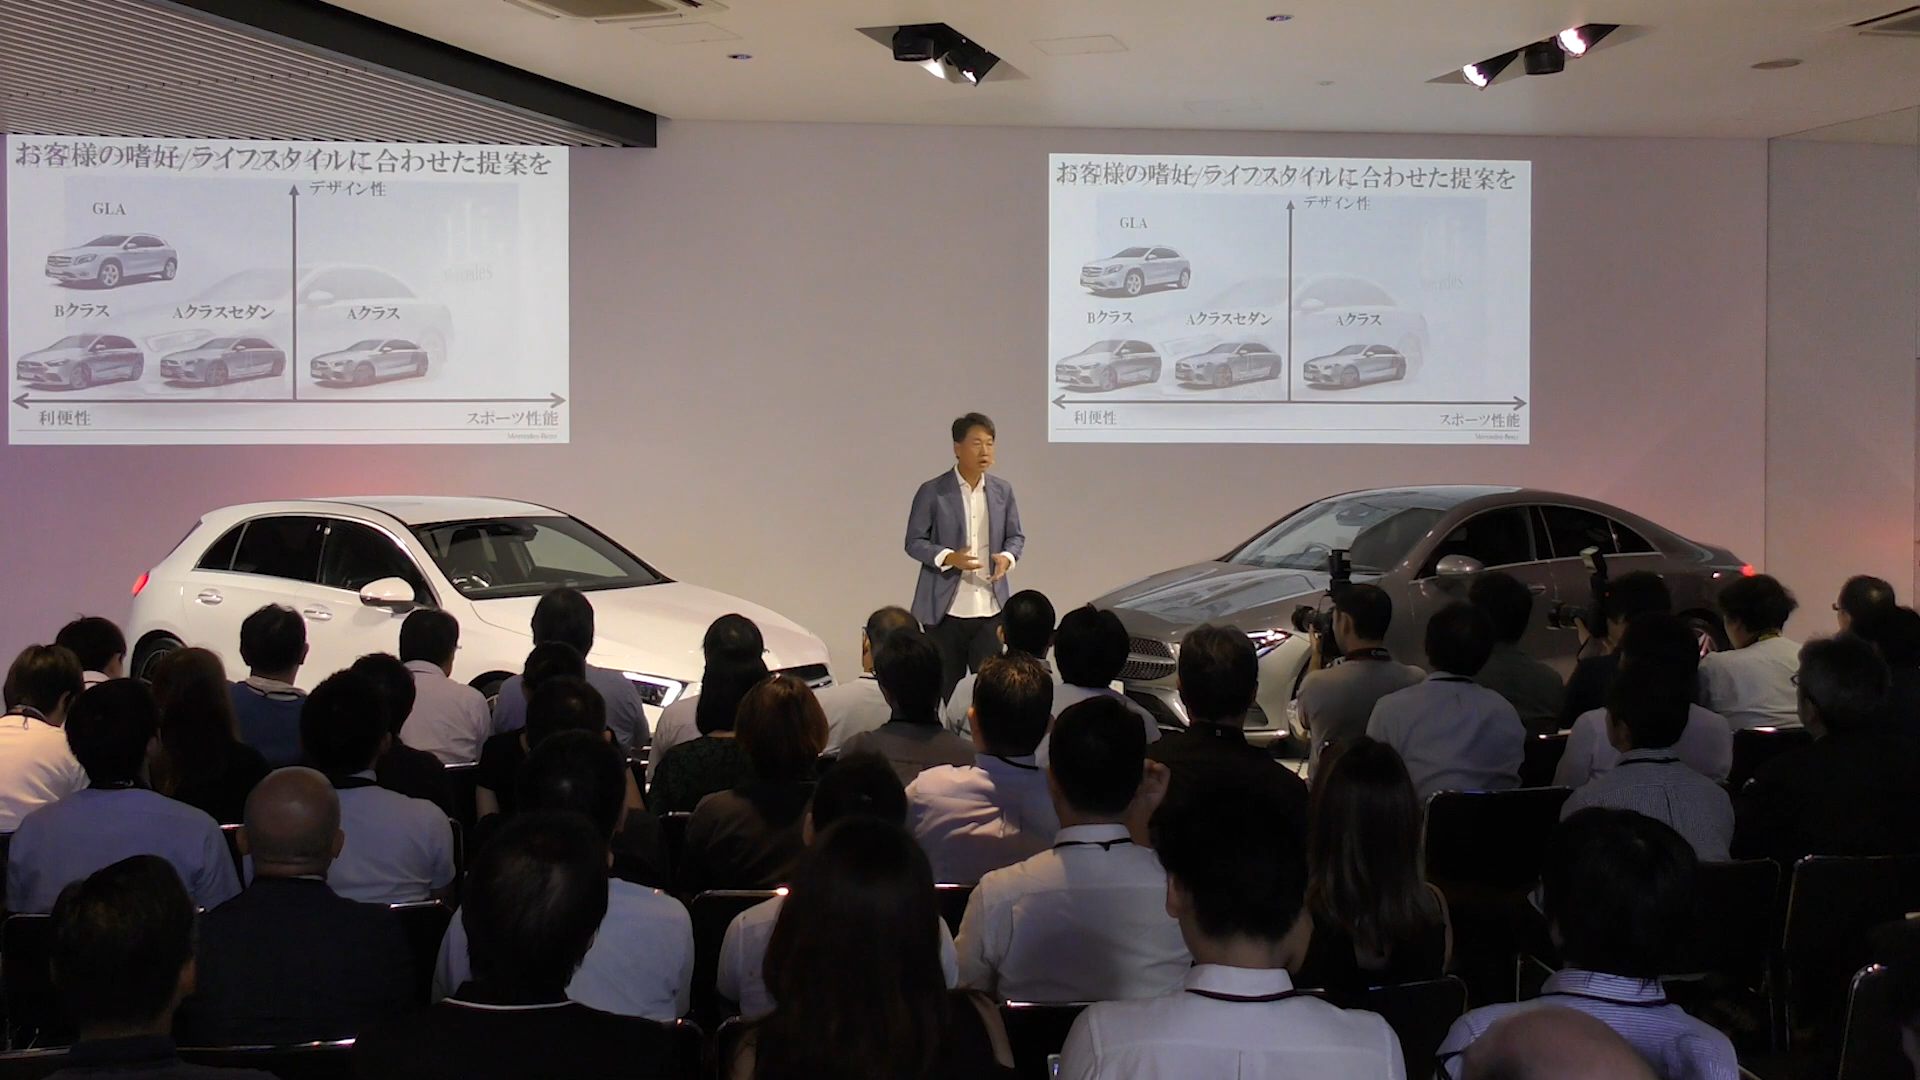 お客様の嗜好/ライフスタイルに合わせた提案を
デザイン性
GLA
Bクラス
Aクラスセダン
Aクラス
利便性
スポーツ性能
Mercedes-Benz
お客様の嗜好/ライフスタイルに合わせた提案を
デザイン性
GLA
Bクラス
Aクラスセダン
Aクラス
利便性
スポーツ性能
Mercedes-Benz
Canon